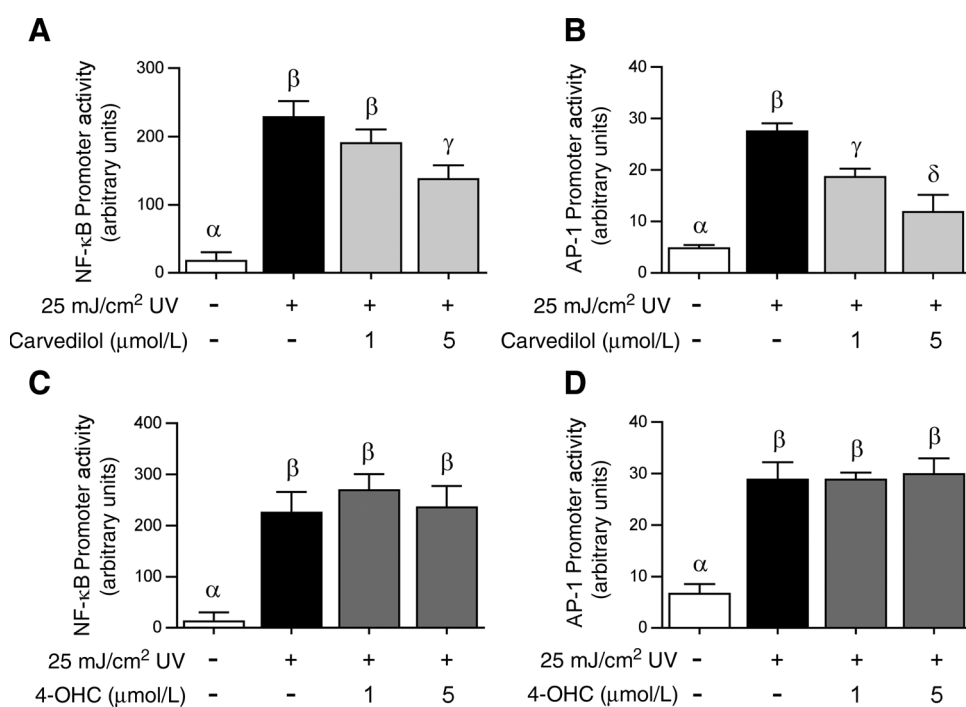 A
NF-κB Promoter activity
(arbitrary units)
300
200
100
0
α
β
β
γ
25 mJ/cm² UV - + + +
Carvedilol (μmol/L) - - 1 5
B
AP-1 Promoter activity
(arbitrary units)
40
30
20
10
0
α
β
γ
δ
25 mJ/cm² UV - + + +
Carvedilol (μmol/L) - - 1 5
C
NF-κB Promoter activity
(arbitrary units)
400
300
200
100
0
α
β
β
β
25 mJ/cm² UV - + + +
4-OHC (μmol/L) - - 1 5
D
AP-1 Promoter activity
(arbitrary units)
40
30
20
10
0
α
β
β
β
25 mJ/cm² UV - + + +
4-OHC (μmol/L) - - 1 5